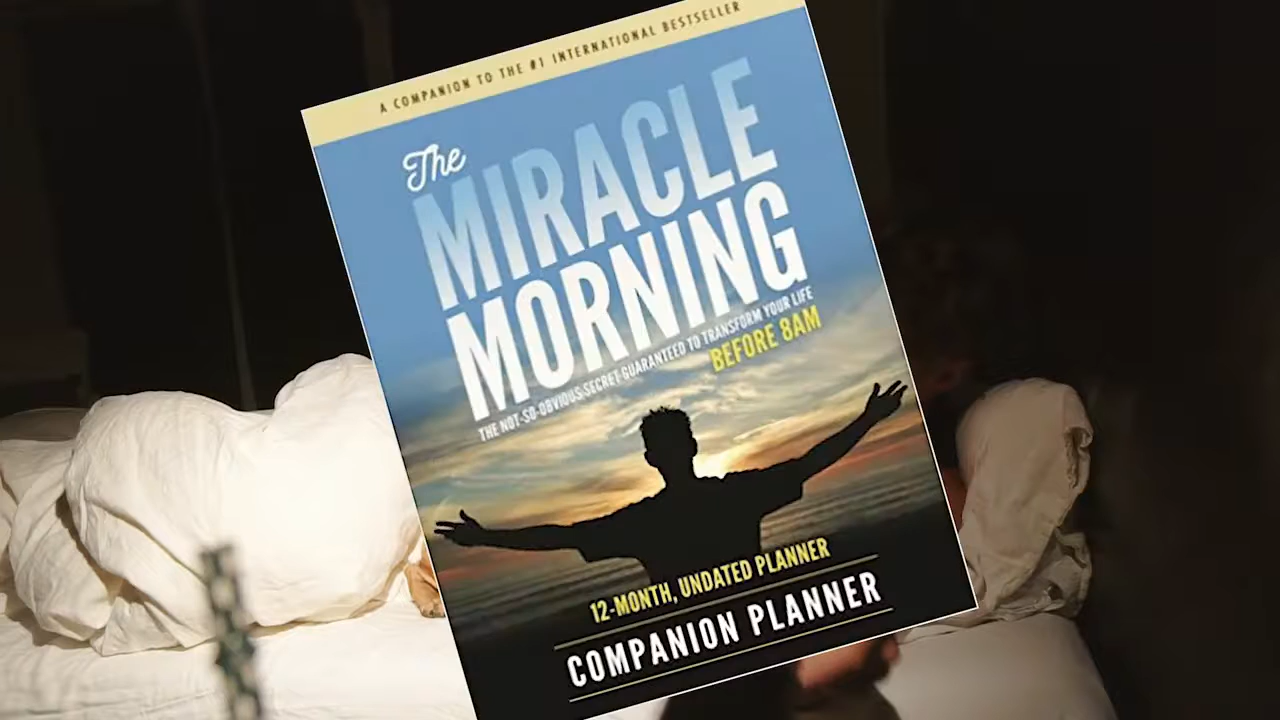 A COMPANION TO THE #1 INTERNATIONAL BESTSELLER
The
MIRACLE
MORNING
THE NOT-SO-OBVIOUS SECRET GUARANTEED TO TRANSFORM YOUR LIFE
BEFORE 8AM
12-MONTH, UNDATED PLANNER
COMPANION PLANNER